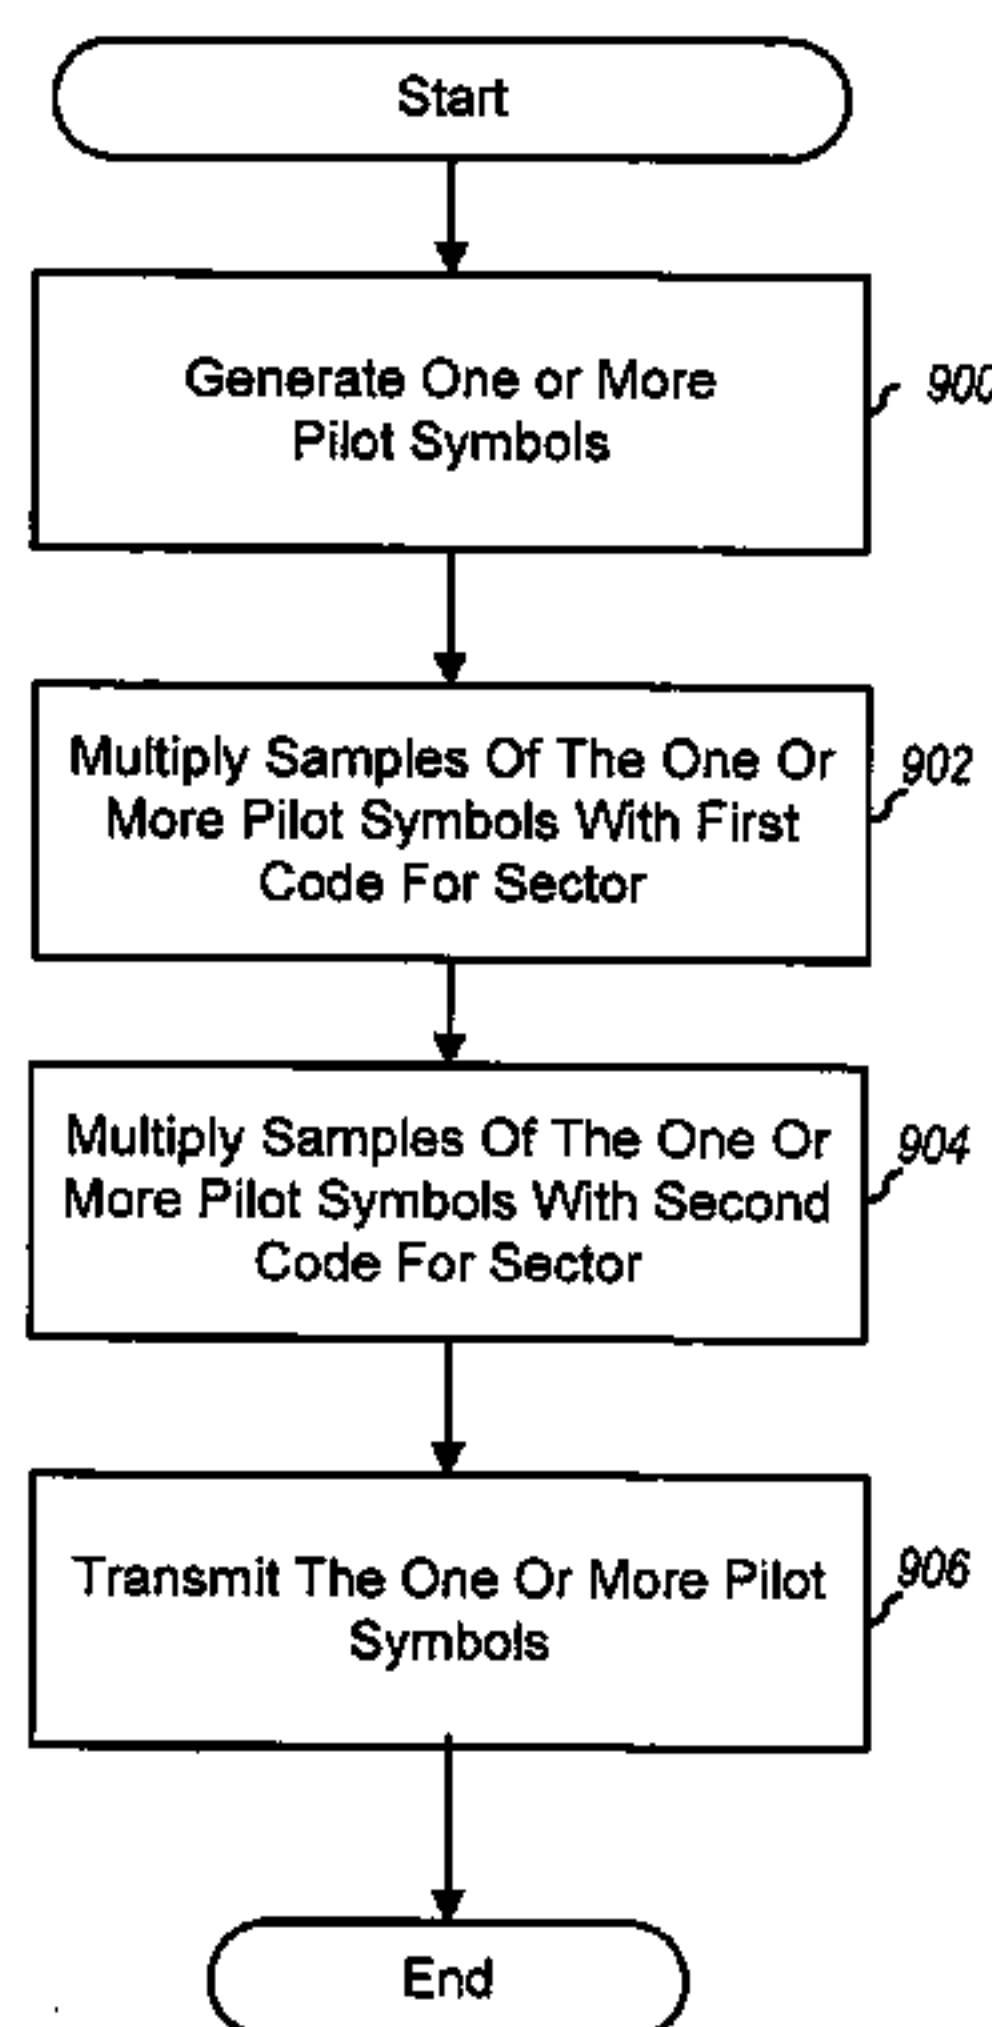 Start
Generate One or More
Pilot Symbols
900
Multiply Samples Of The One Or
More Pilot Symbols With First
Code For Sector
902
Multiply Samples Of The One Or
More Pilot Symbols With Second
Code For Sector
904
Transmit The One Or More Pilot
Symbols
906
End